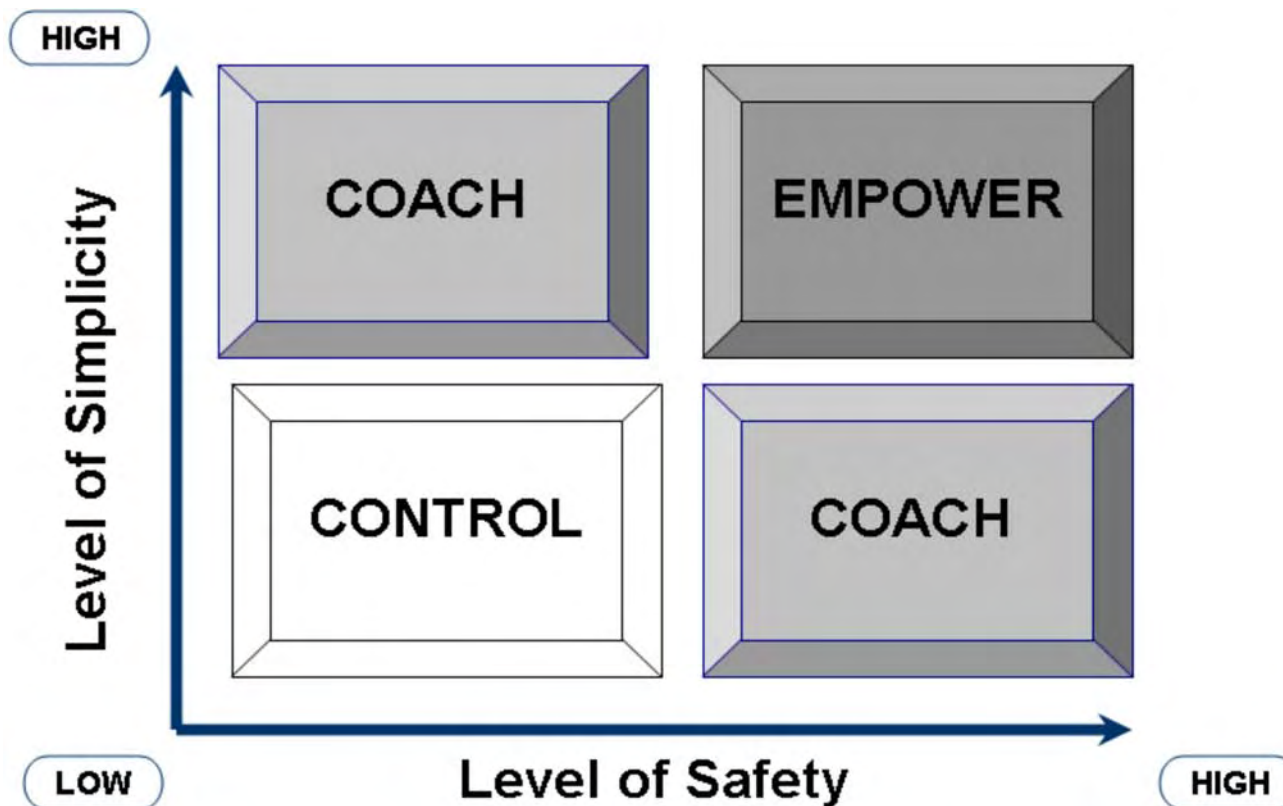 HIGH
Level of Simplicity
COACH
EMPOWER
CONTROL
COACH
LOW
Level of Safety
HIGH